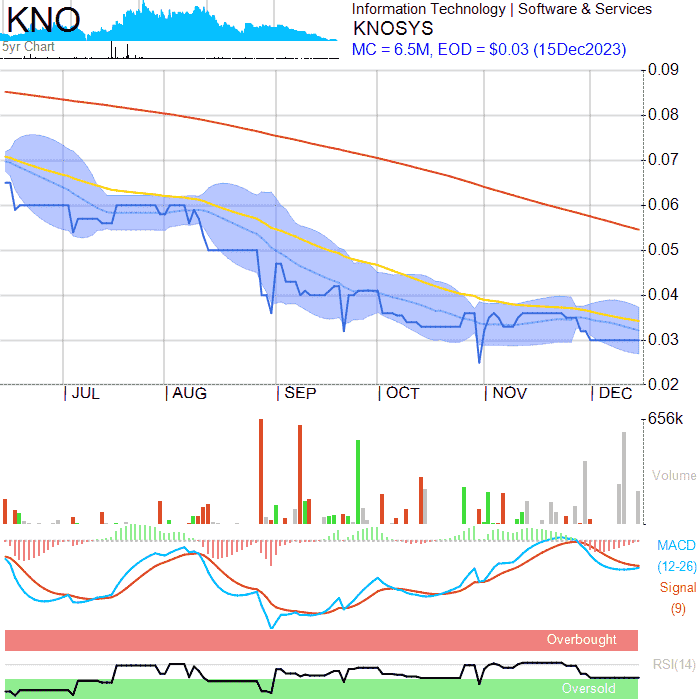 KNO
5yr Chart
Information Technology | Software & Services
KNOSYS
MC = 6.5M, EOD = $0.03 (15Dec2023)
0.09
0.08
0.07
0.06
0.05
0.04
0.03
0.02
JUL AUG SEP OCT NOV DEC
656k
Volume
MACD
(12-26)
Signal
(9)
Overbought
RSI(14)
Oversold